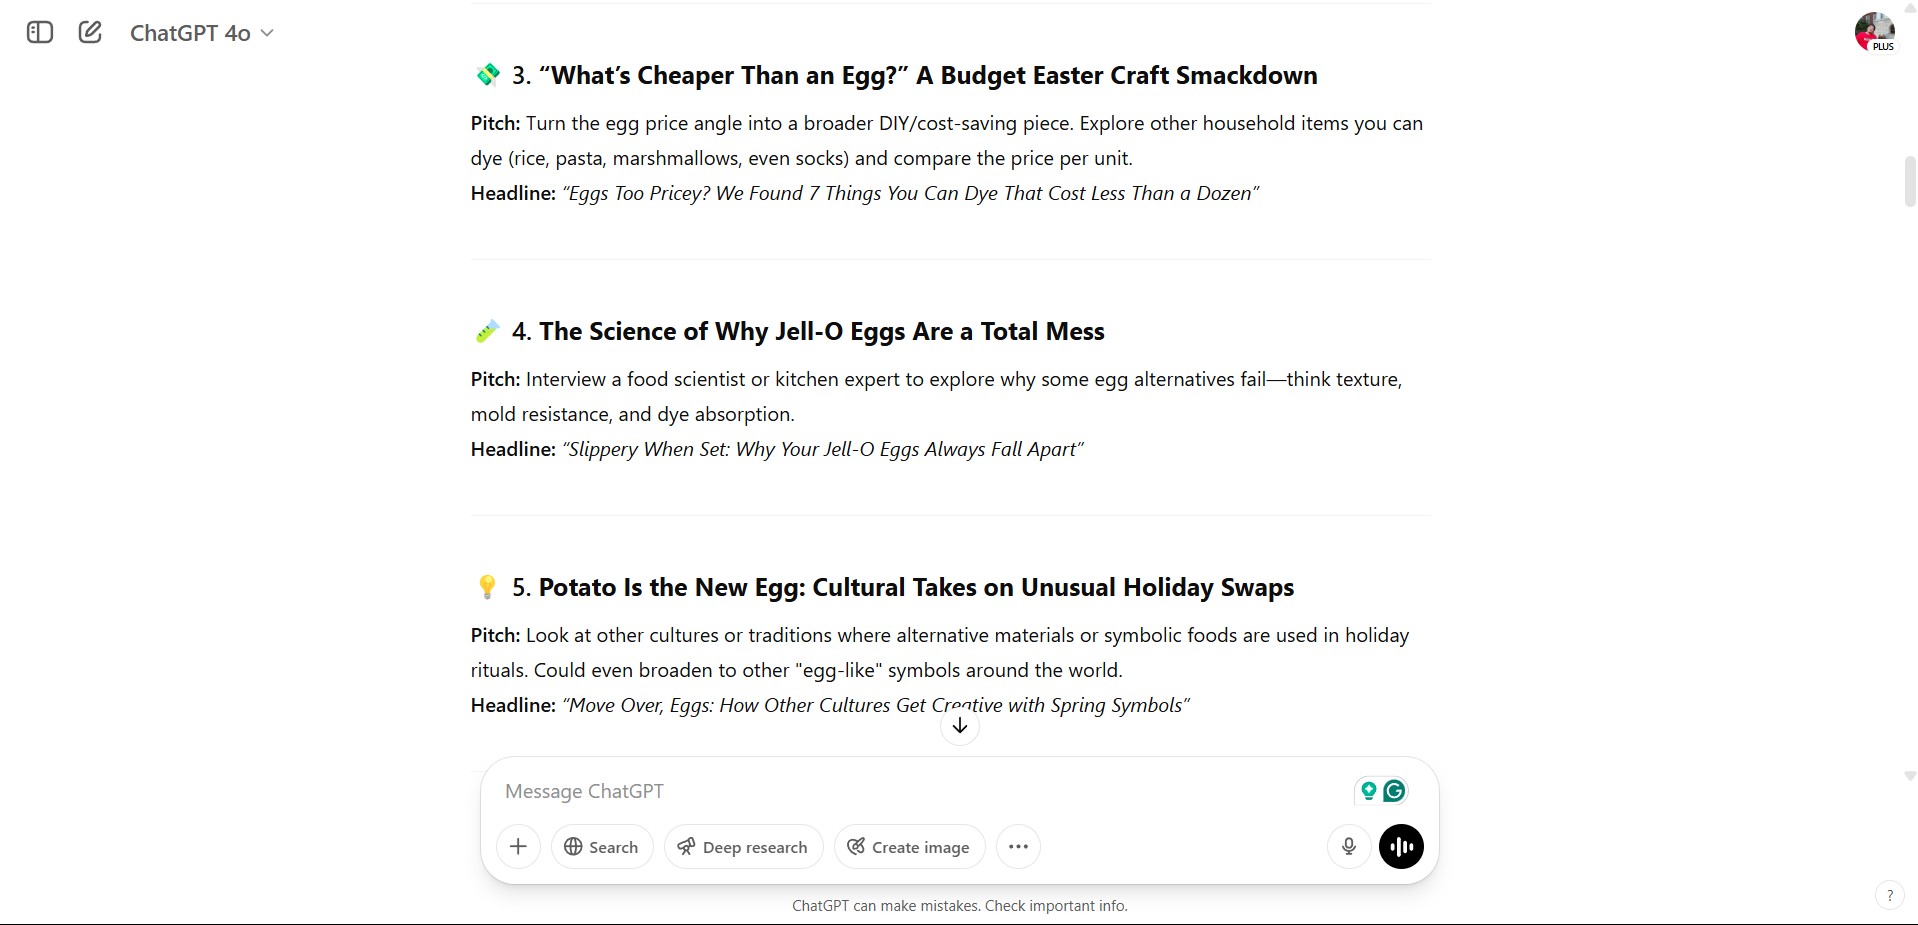 ChatGPT 4o
PLUS
💸 3. “What’s Cheaper Than an Egg?” A Budget Easter Craft Smackdown
Pitch: Turn the egg price angle into a broader DIY/cost-saving piece. Explore other household items you can
dye (rice, pasta, marshmallows, even socks) and compare the price per unit.
Headline: “Eggs Too Pricey? We Found 7 Things You Can Dye That Cost Less Than a Dozen”
🧪 4. The Science of Why Jell-O Eggs Are a Total Mess
Pitch: Interview a food scientist or kitchen expert to explore why some egg alternatives fail—think texture,
mold resistance, and dye absorption.
Headline: “Slippery When Set: Why Your Jell-O Eggs Always Fall Apart”
💡 5. Potato Is the New Egg: Cultural Takes on Unusual Holiday Swaps
Pitch: Look at other cultures or traditions where alternative materials or symbolic foods are used in holiday
rituals. Could even broaden to other "egg-like" symbols around the world.
Headline: “Move Over, Eggs: How Other Cultures Get Creative with Spring Symbols”
Message ChatGPT
Search
Deep research
Create image
ChatGPT can make mistakes. Check important info.
?